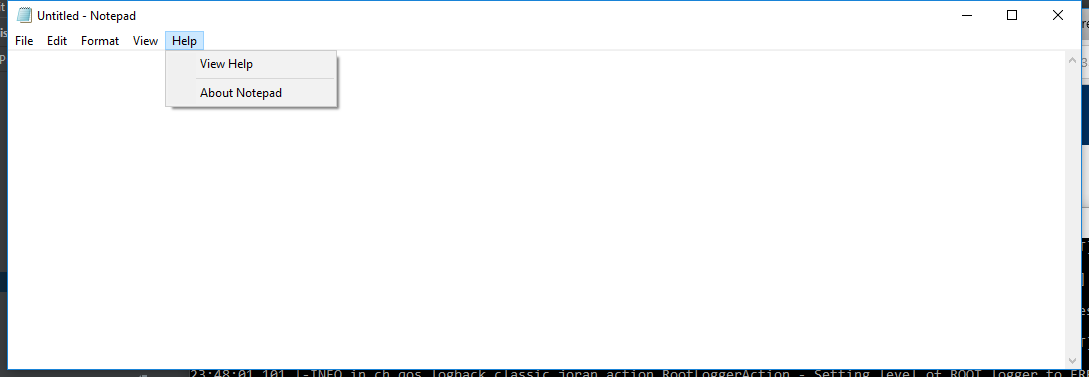 Untitled - Notepad
File Edit Format View Help
View Help
About Notepad
23:48:01,101 |-INFO in ch.qos.logback.classic.joran.action.RootLoggerAction - Setting level of ROOT logger to